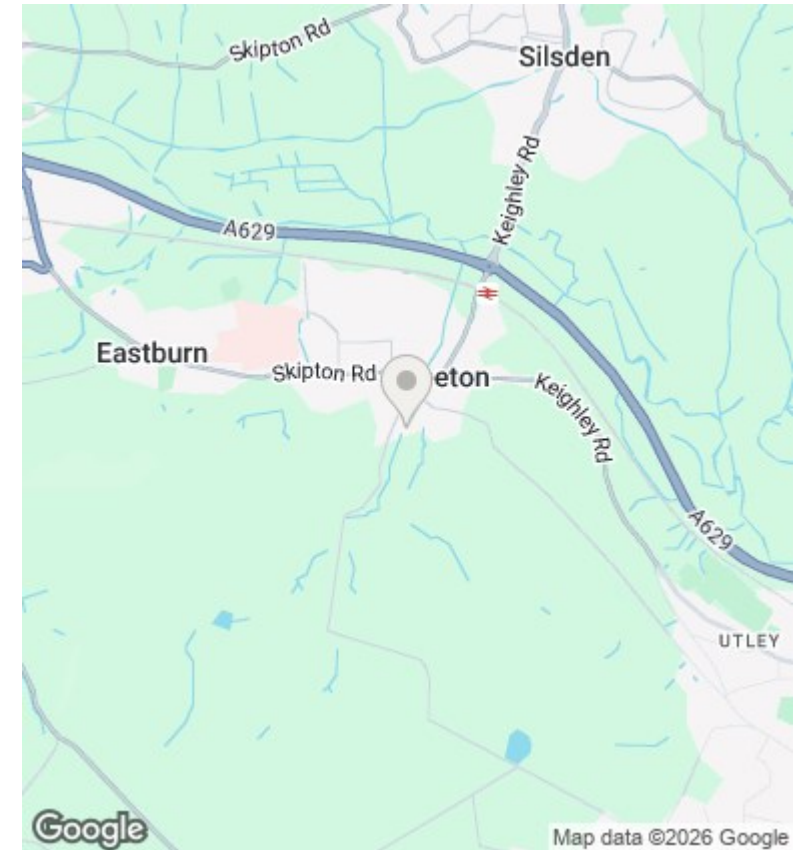 Skipton Rd
Silsden
Keighley Rd
A629
Eastburn
Skipton Rd
eton
Keighley Rd
A629
UTLEY
Google
Map data ©2026 Google